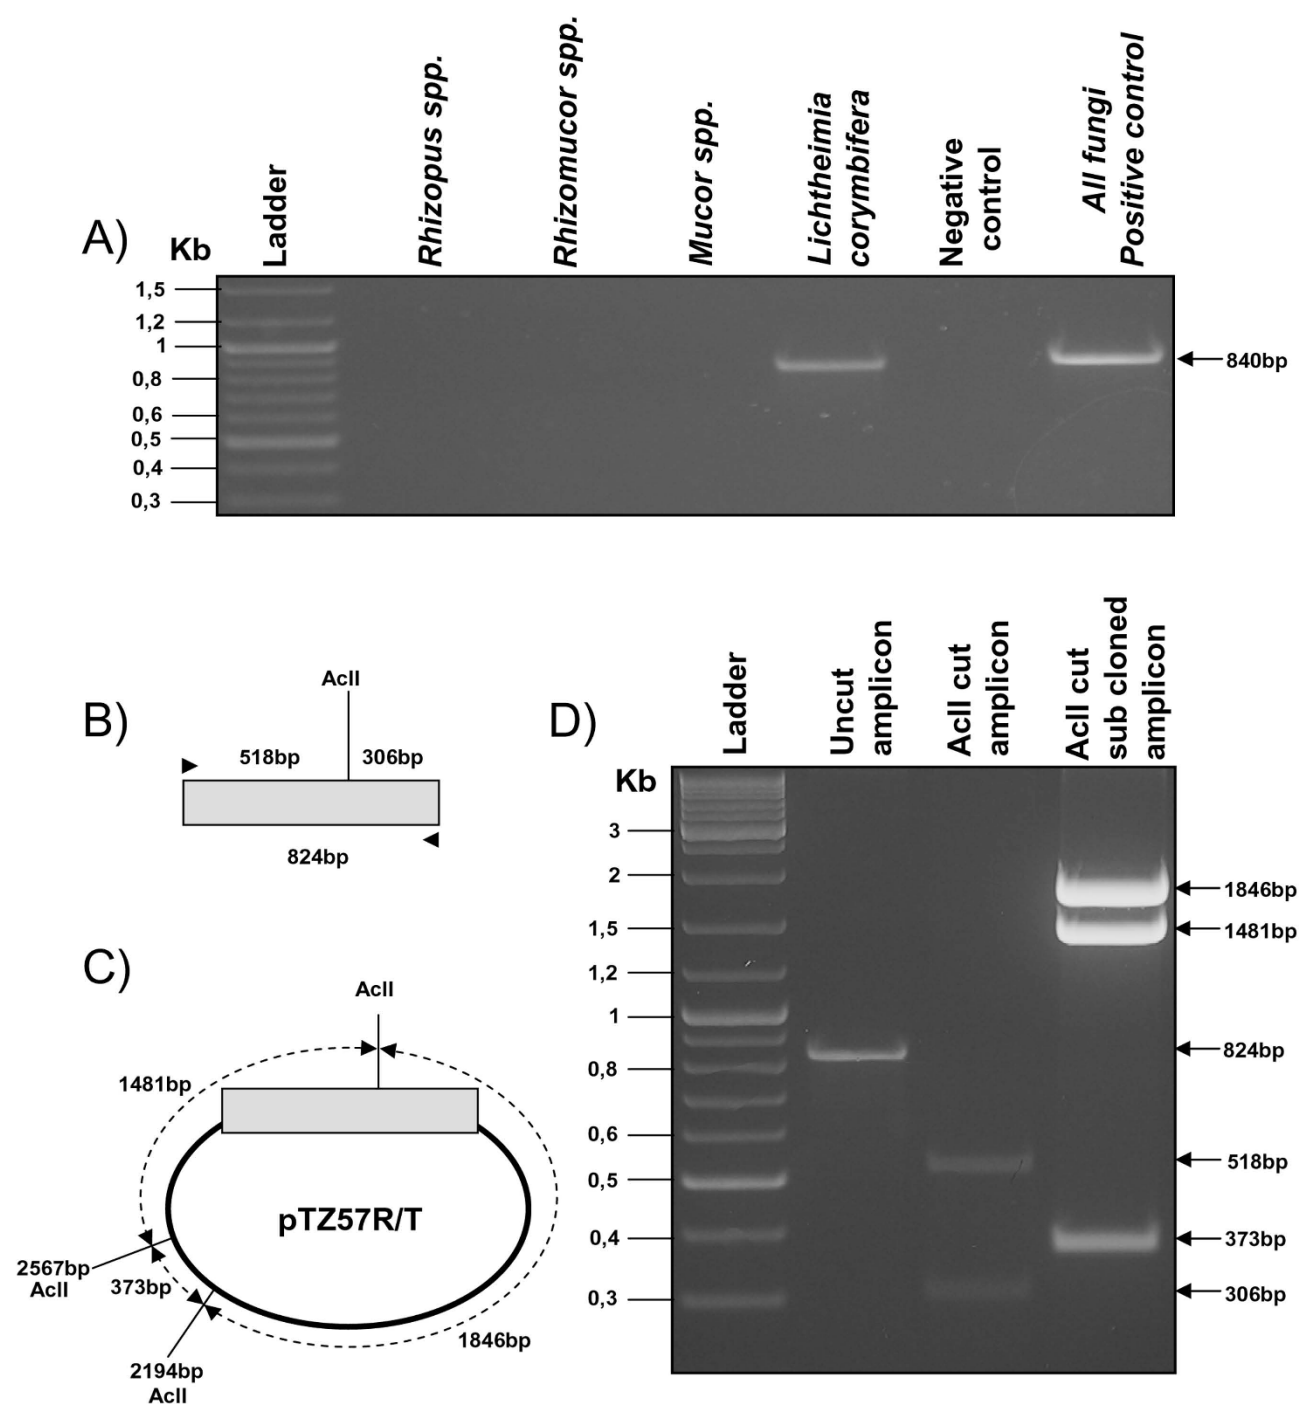 A)
Kb
Ladder
Rhizopus spp.
Rhizomucor spp.
Mucor spp.
Lichtheimia
corymbifera
Negative
control
All fungi
Positive control
1,5
1,2
1
0,8
0,6
0,5
0,4
0,3
840bp
B)
AclI
518bp
306bp
824bp
C)
AclI
1481bp
pTZ57R/T
2567bp
AclI
373bp
2194bp
AclI
1846bp
D)
Kb
Ladder
Uncut
amplicon
AclI cut
amplicon
AclI cut
sub cloned
amplicon
3
2
1,5
1,2
1
0,8
0,6
0,5
0,4
0,3
1846bp
1481bp
824bp
518bp
373bp
306bp